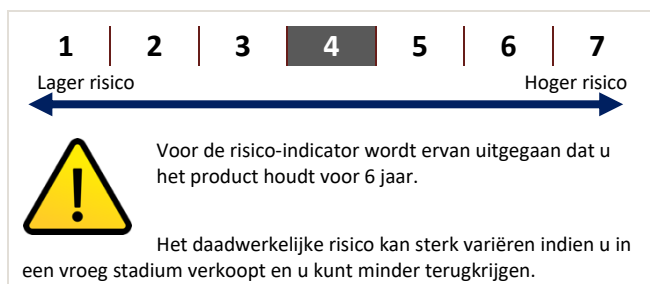 1 2 3 4 5 6 7
Lager risico Hoger risico
Voor de risico-indicator wordt ervan uitgegaan dat u
het product houdt voor 6 jaar.
Het daadwerkelijke risico kan sterk variëren indien u in
een vroeg stadium verkoopt en u kunt minder terugkrijgen.